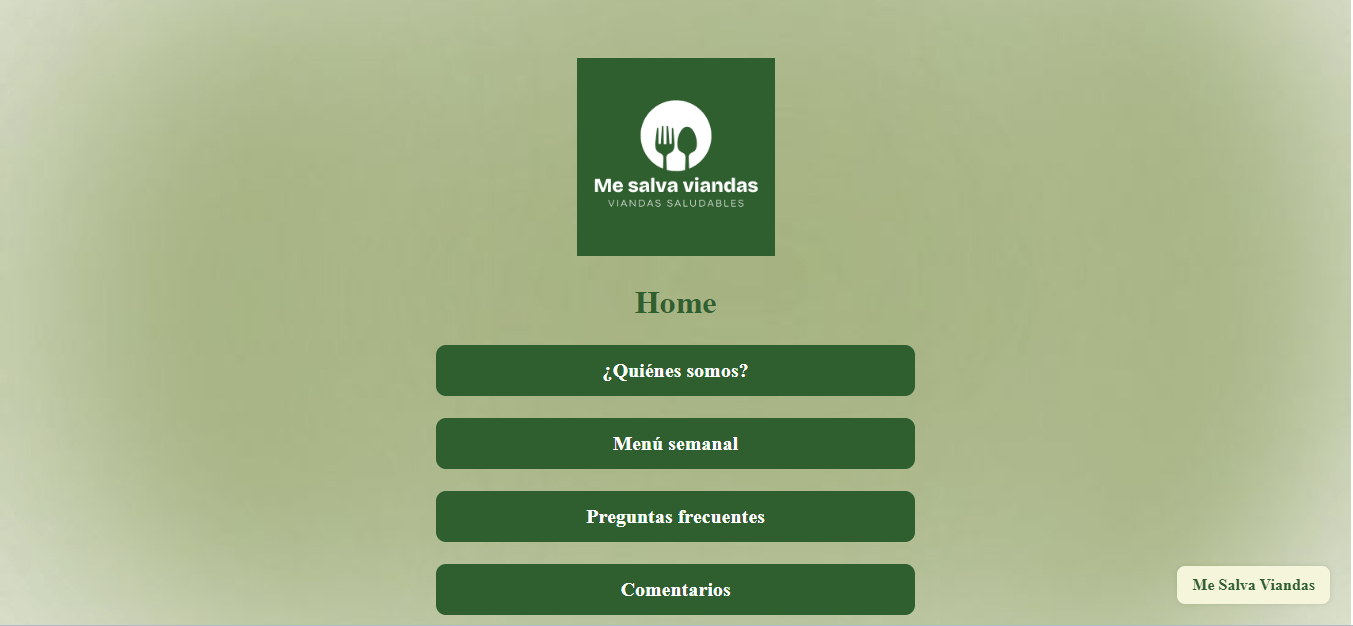 Me salva viandas
VIANDAS SALUDABLES
Home
¿Quiénes somos?
Menú semanal
Preguntas frecuentes
Comentarios
Me Salva Viandas